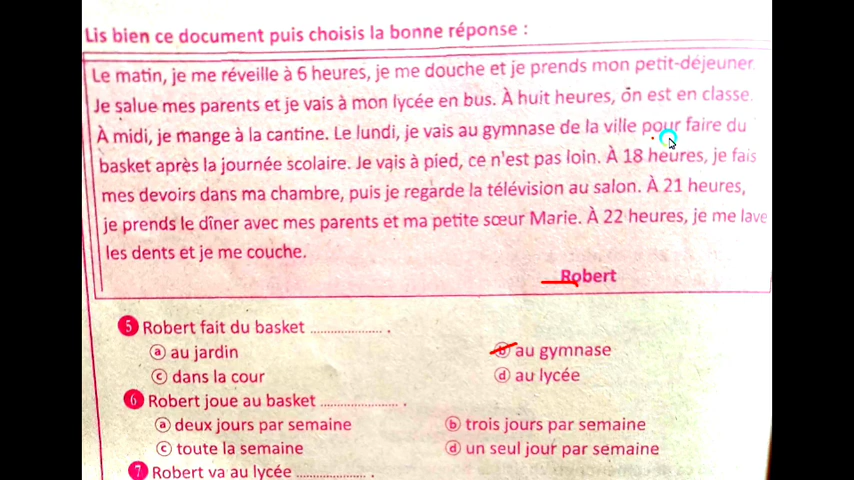 Lis bien ce document puis choisis la bonne réponse :
Le matin, je me réveille à 6 heures, je me douche et je prends mon petit-déjeuner.
Je salue mes parents et je vais à mon lycée en bus. À huit heures, on est en classe.
À midi, je mange à la cantine. Le lundi, je vais au gymnase de la ville pour faire du
basket après la journée scolaire. Je vais à pied, ce n'est pas loin. À 18 heures, je fais
mes devoirs dans ma chambre, puis je regarde la télévision au salon. À 21 heures,
je prends le dîner avec mes parents et ma petite sœur Marie. À 22 heures, je me lave
les dents et je me couche.
Robert
5 Robert fait du basket .................... .
a au jardin
b au gymnase
c dans la cour
d au lycée
6 Robert joue au basket .................... .
a deux jours par semaine
b trois jours par semaine
c toute la semaine
d un seul jour par semaine
7 Robert va au lycée .................... .